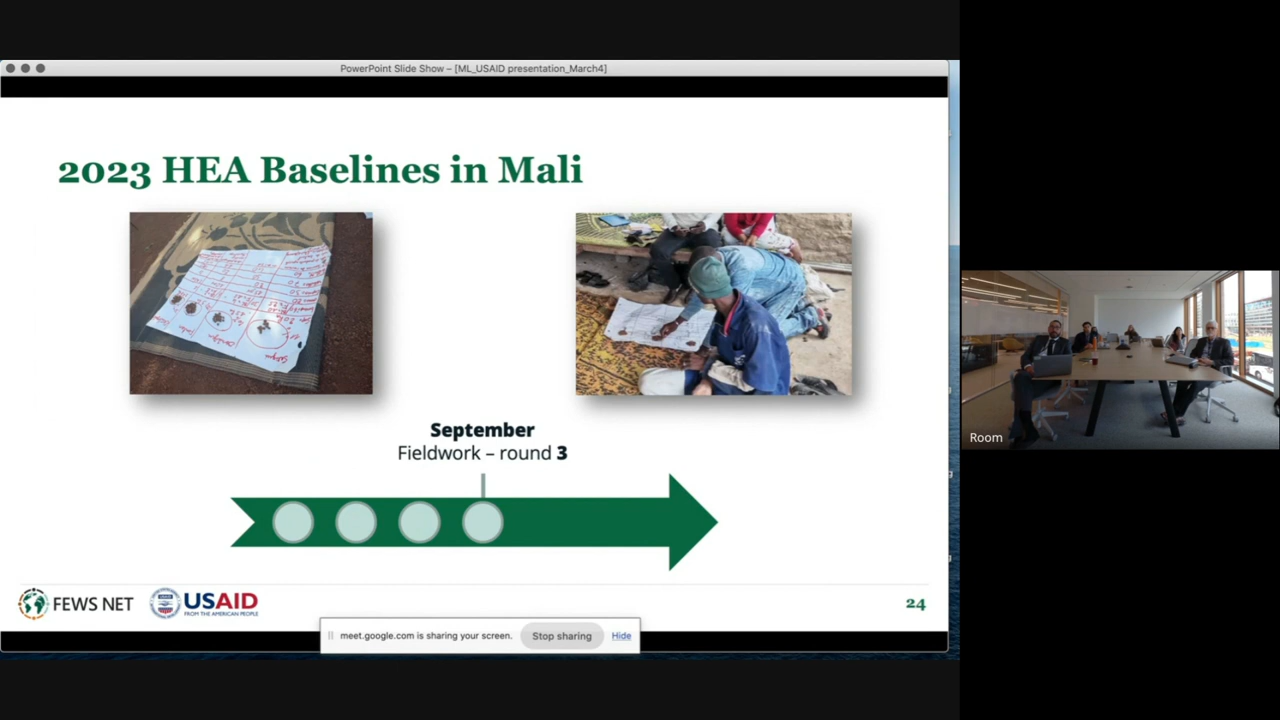 PowerPoint Slide Show – [ML_USAID presentation_March4]
2023 HEA Baselines in Mali
September
Fieldwork – round 3
FEWS NET
USAID
FROM THE AMERICAN PEOPLE
24
meet.google.com is sharing your screen.
Stop sharing
Hide
Room